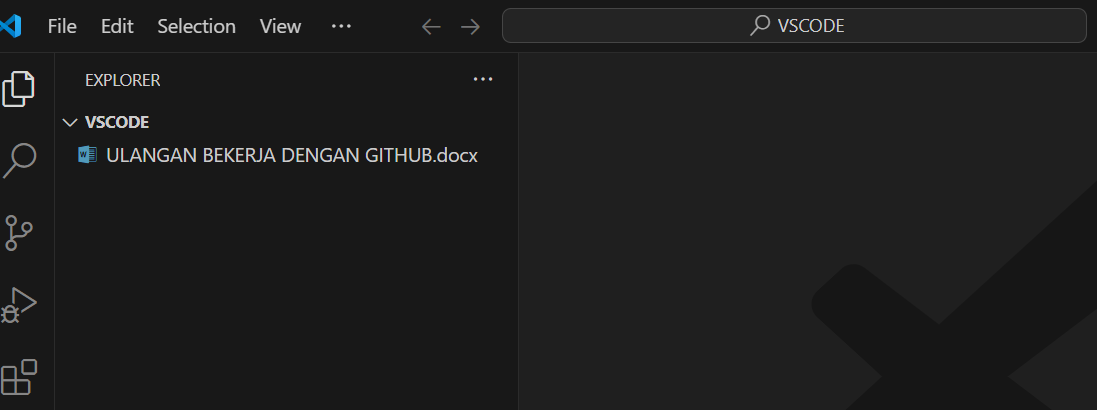 File Edit Selection View ...
VSCODE
EXPLORER ...
VSCODE
ULANGAN BEKERJA DENGAN GITHUB.docx